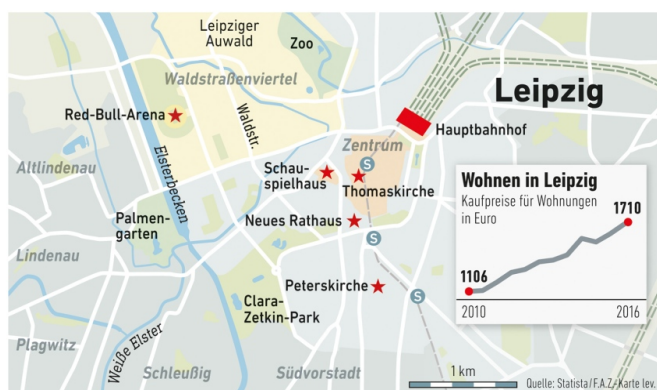 Leipziger
Auwald
Zoo
Waldstraßenviertel
Leipzig
Red-Bull-Arena
Waldstr.
Hauptbahnhof
Zentrum
Elsterbecken
Altlindenau
Schau-
spielhaus
S
Thomaskirche
Palmen-
garten
Neues Rathaus
S
Lindenau
Peterskirche
S
Clara-
Zetkin-Park
Weiße Elster
Plagwitz
Schleußig
Südvorstadt
Wohnen in Leipzig
Kaufpreise für Wohnungen
in Euro
1710
1106
2010
2016
1 km
Quelle: Statista/F.A.Z.-Karte lev.